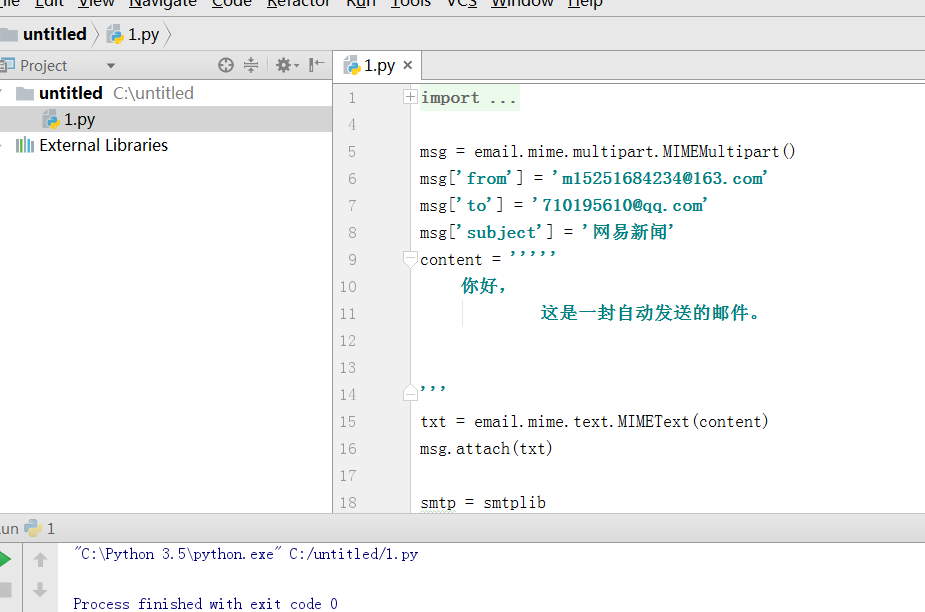 File Edit View Navigate Code Refactor Run Tools VCS Window Help
untitled 1.py
Project
1.py
untitled C:\untitled
1.py
External Libraries
1 import ...
4
5 msg = email.mime.multipart.MIMEMultipart()
6 msg['from'] = 'm15251684234@163.com'
7 msg['to'] = '710195610@qq.com'
8 msg['subject'] = '网易新闻'
9 content = '''''
10 你好，
11 这是一封自动发送的邮件。
12
13
14 '''
15 txt = email.mime.text.MIMEText(content)
16 msg.attach(txt)
17
18 smtp = smtplib
un 1
"C:\Python 3.5\python.exe" C:/untitled/1.py
Process finished with exit code 0